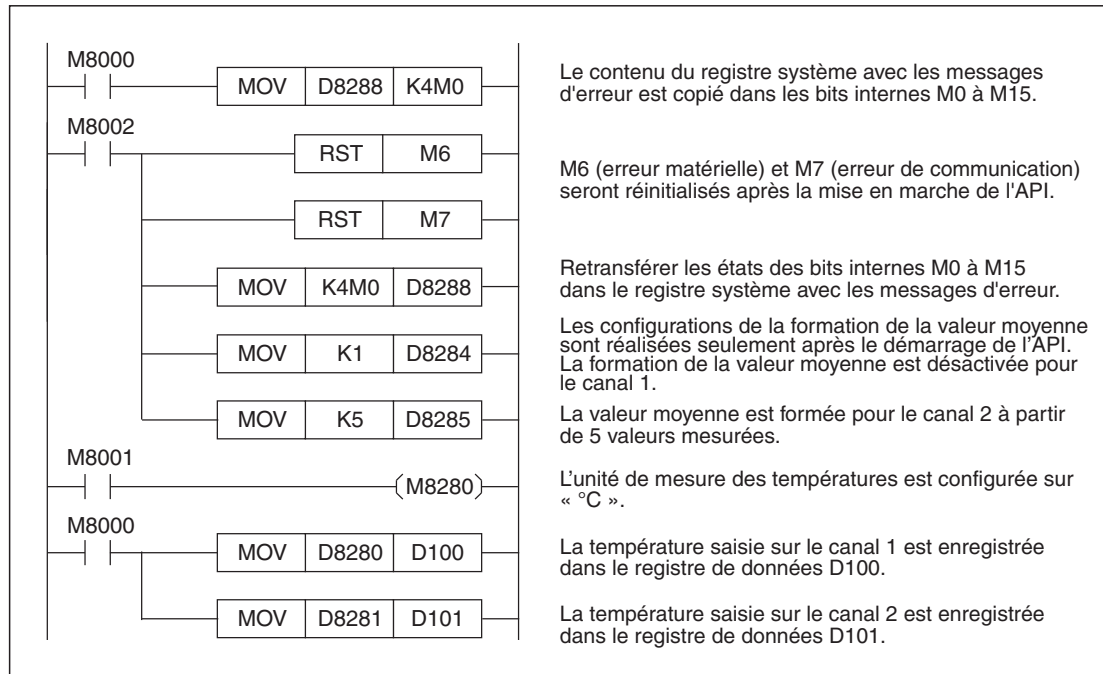 M8000
MOV D8288 K4M0
Le contenu du registre système avec les messages
d'erreur est copié dans les bits internes M0 à M15.
M8002
RST M6
M6 (erreur matérielle) et M7 (erreur de communication)
seront réinitialisés après la mise en marche de l'API.
RST M7
MOV K4M0 D8288
Retransférer les états des bits internes M0 à M15
dans le registre système avec les messages d'erreur.
MOV K1 D8284
Les configurations de la formation de la valeur moyenne
sont réalisées seulement après le démarrage de l'API.
La formation de la valeur moyenne est désactivée pour
le canal 1.
MOV K5 D8285
La valeur moyenne est formée pour le canal 2 à partir
de 5 valeurs mesurées.
M8001
(M8280)
L'unité de mesure des températures est configurée sur
« °C ».
M8000
MOV D8280 D100
La température saisie sur le canal 1 est enregistrée
dans le registre de données D100.
MOV D8281 D101
La température saisie sur le canal 2 est enregistrée
dans le registre de données D101.